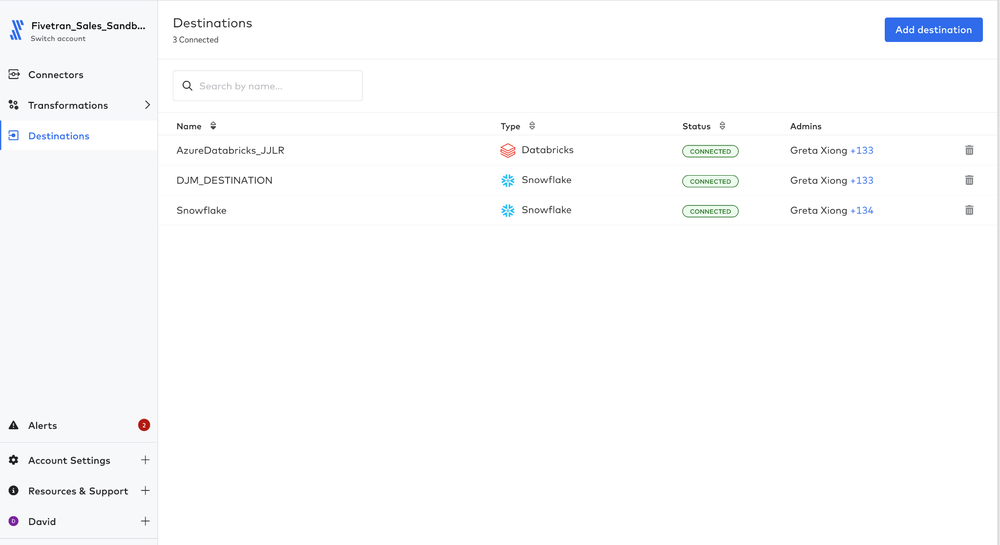 Fivetran_Sales_Sandb...
Switch account
Connectors
Transformations
Destinations
Alerts
2
Account Settings
Resources & Support
D
David
Destinations
3 Connected
Add destination
Search by name...
Name Type Status Admins
AzureDatabricks_JJLR Databricks CONNECTED Greta Xiong +133
DJM_DESTINATION Snowflake CONNECTED Greta Xiong +133
Snowflake Snowflake CONNECTED Greta Xiong +134